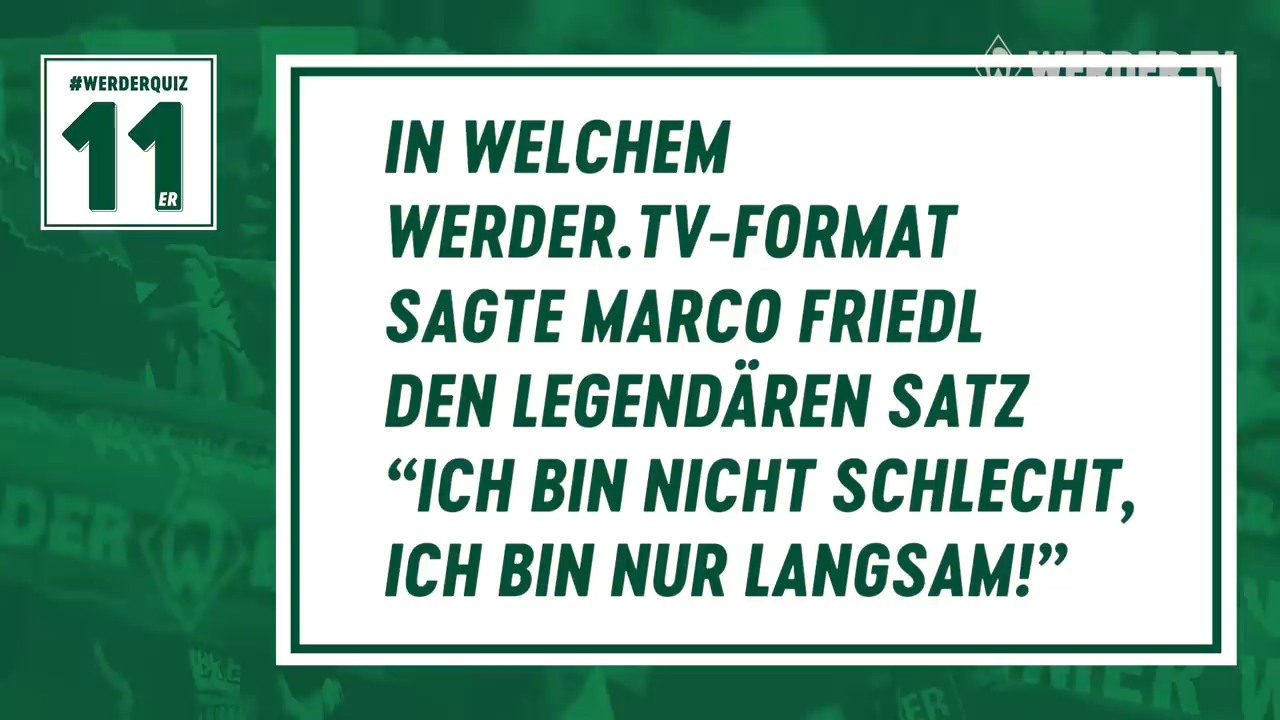 #WERDERQUIZ
11
ER
WERDER.TV
IN WELCHEM
WERDER.TV-FORMAT
SAGTE MARCO FRIEDL
DEN LEGENDÄREN SATZ
“ICH BIN NICHT SCHLECHT,
ICH BIN NUR LANGSAM!”
DER